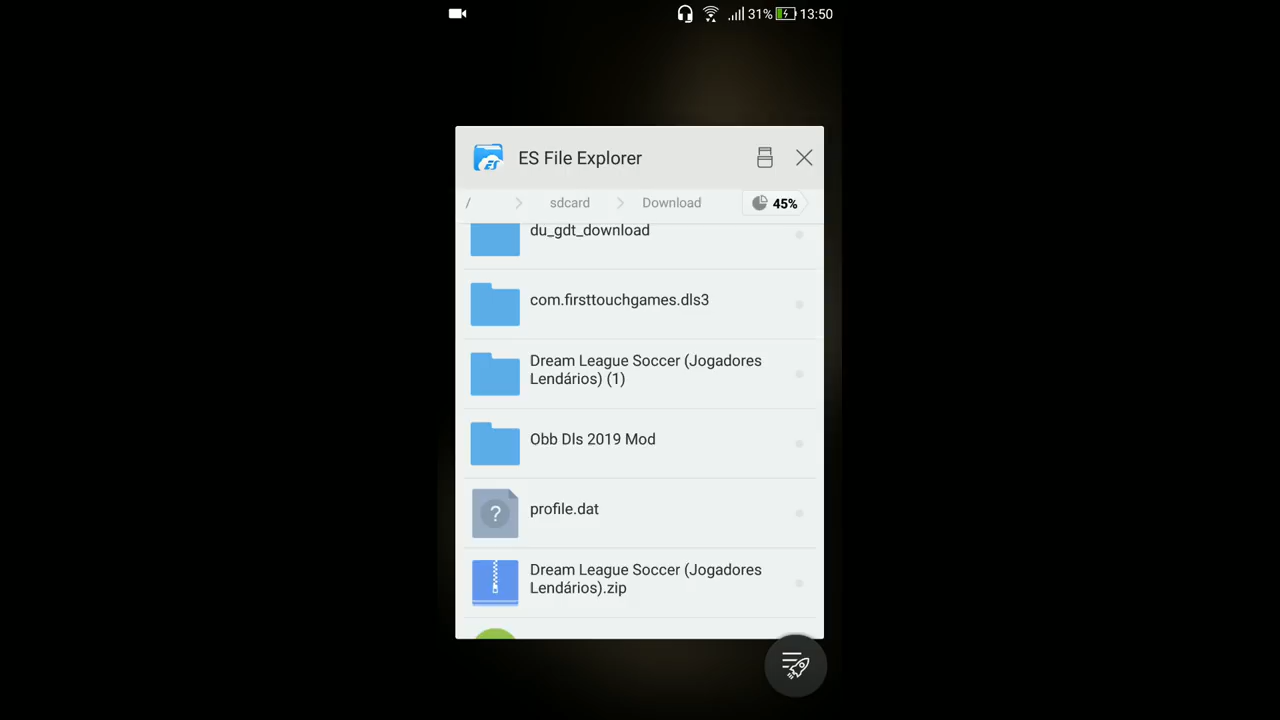 31% 13:50
ES File Explorer
/ sdcard Download 45%
du_gdt_download
com.firsttouchgames.dls3
Dream League Soccer (Jogadores
Lendários) (1)
Obb Dls 2019 Mod
? profile.dat
Dream League Soccer (Jogadores
Lendários).zip